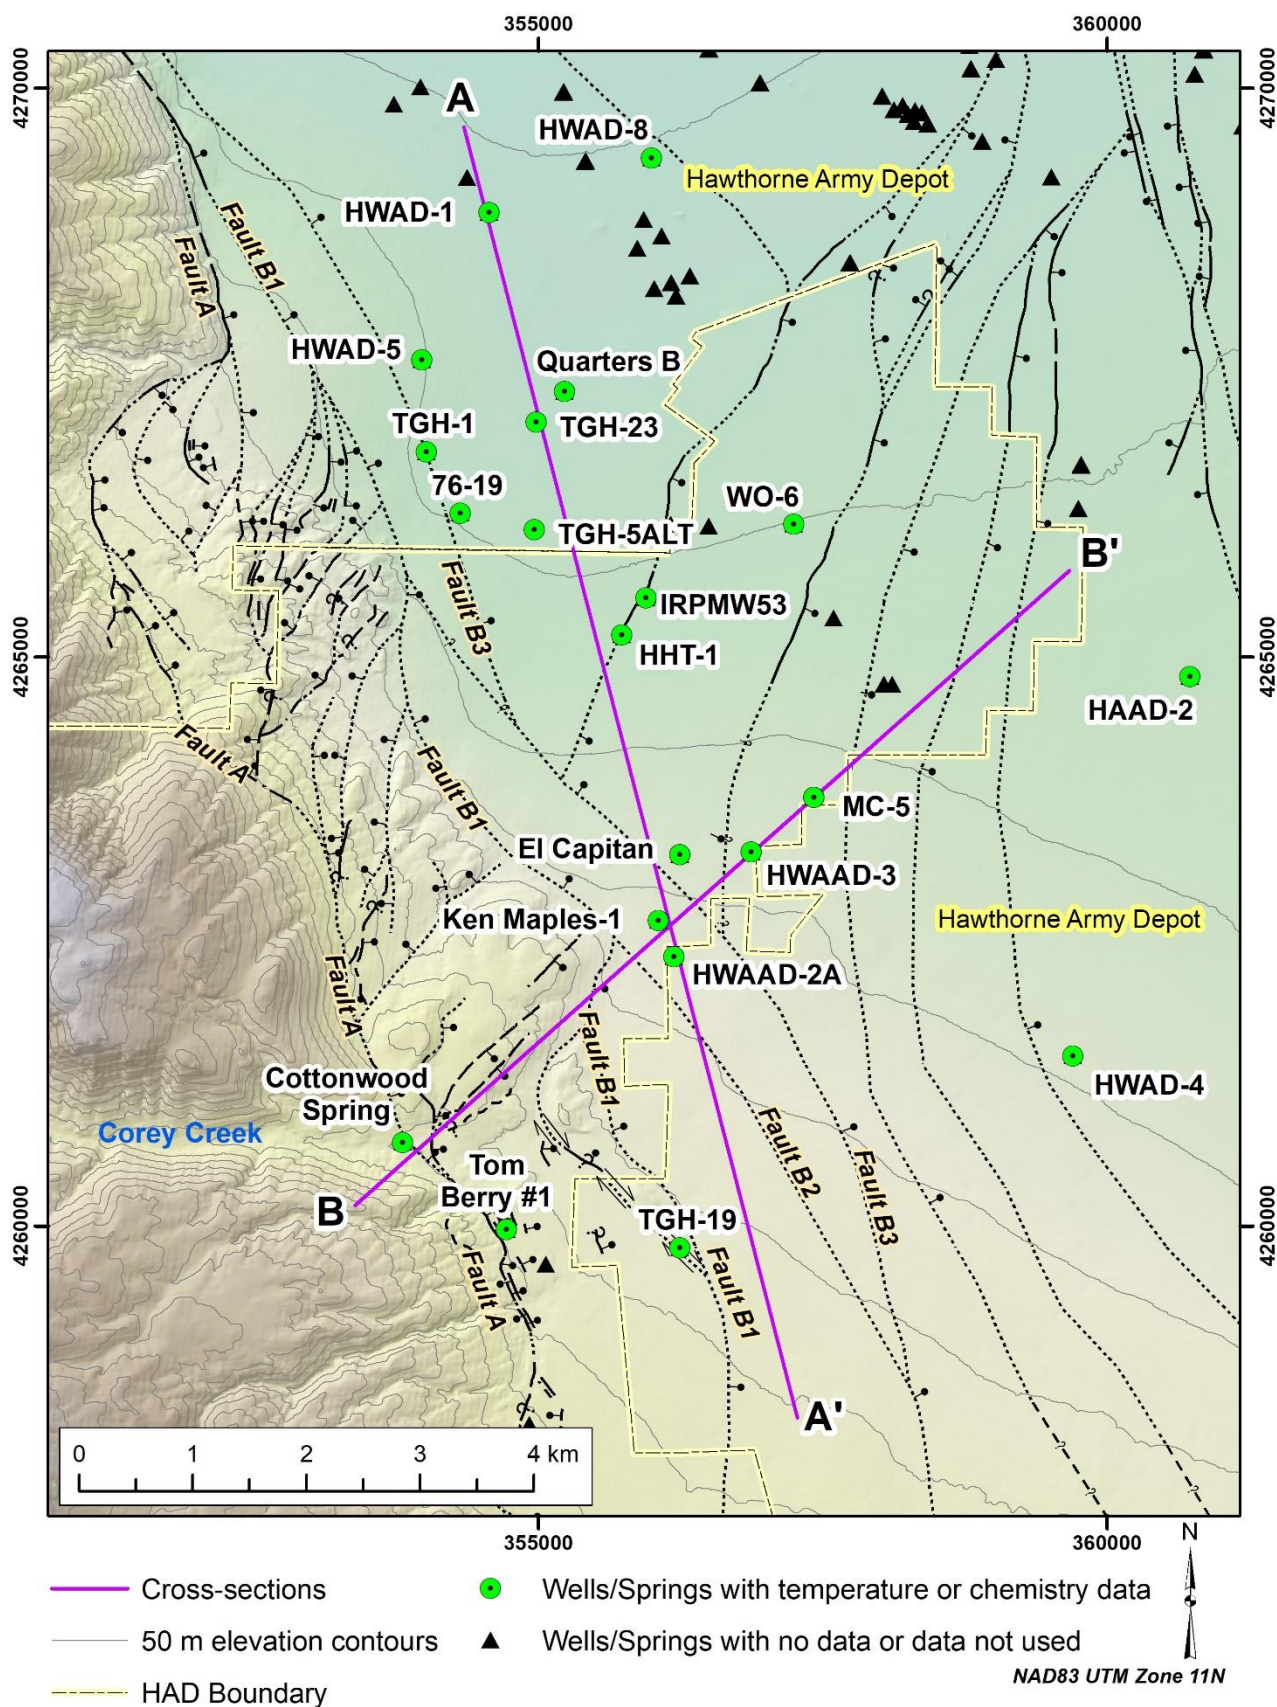 355000
360000
4270000
4270000
A
HWAD-8
Hawthorne Army Depot
HWAD-1
Fault B1
Fault A
HWAD-5
Quarters B
TGH-1
TGH-23
76-19
WO-6
TGH-5ALT
B'
Fault B3
IRPMW53
4265000
4265000
HHT-1
HAAD-2
Fault A
Fault B1
MC-5
El Capitan
HWAAD-3
Ken Maples-1
Hawthorne Army Depot
HWAAD-2A
Fault A
Fault B1
Cottonwood
Spring
HWAD-4
Corey Creek
Fault B2
Fault B3
Tom
Berry #1
B
TGH-19
4260000
4260000
Fault A
Fault B1
A'
0 1 2 3 4 km
355000
360000
N
Cross-sections
Wells/Springs with temperature or chemistry data
50 m elevation contours
Wells/Springs with no data or data not used
NAD83 UTM Zone 11N
HAD Boundary